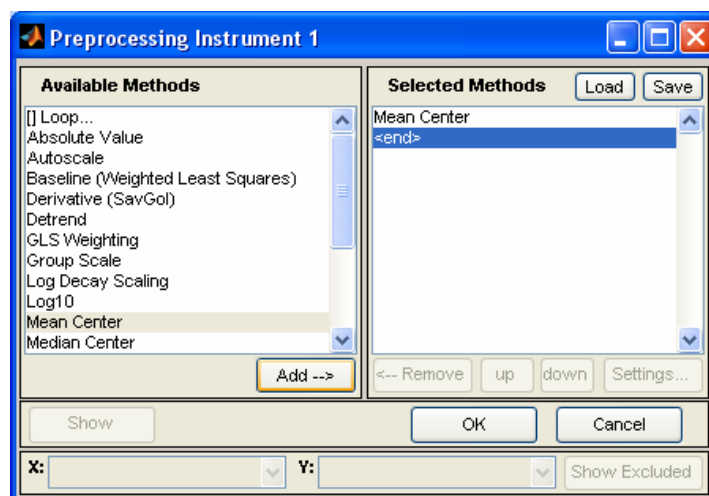 Preprocessing Instrument 1
Available Methods
[] Loop...
Absolute Value
Autoscale
Baseline (Weighted Least Squares)
Derivative (SavGol)
Detrend
GLS Weighting
Group Scale
Log Decay Scaling
Log10
Mean Center
Median Center
Add -->
Selected Methods Load Save
Mean Center
<end>
<-- Remove up down Settings...
Show OK Cancel
X: Y: Show Excluded